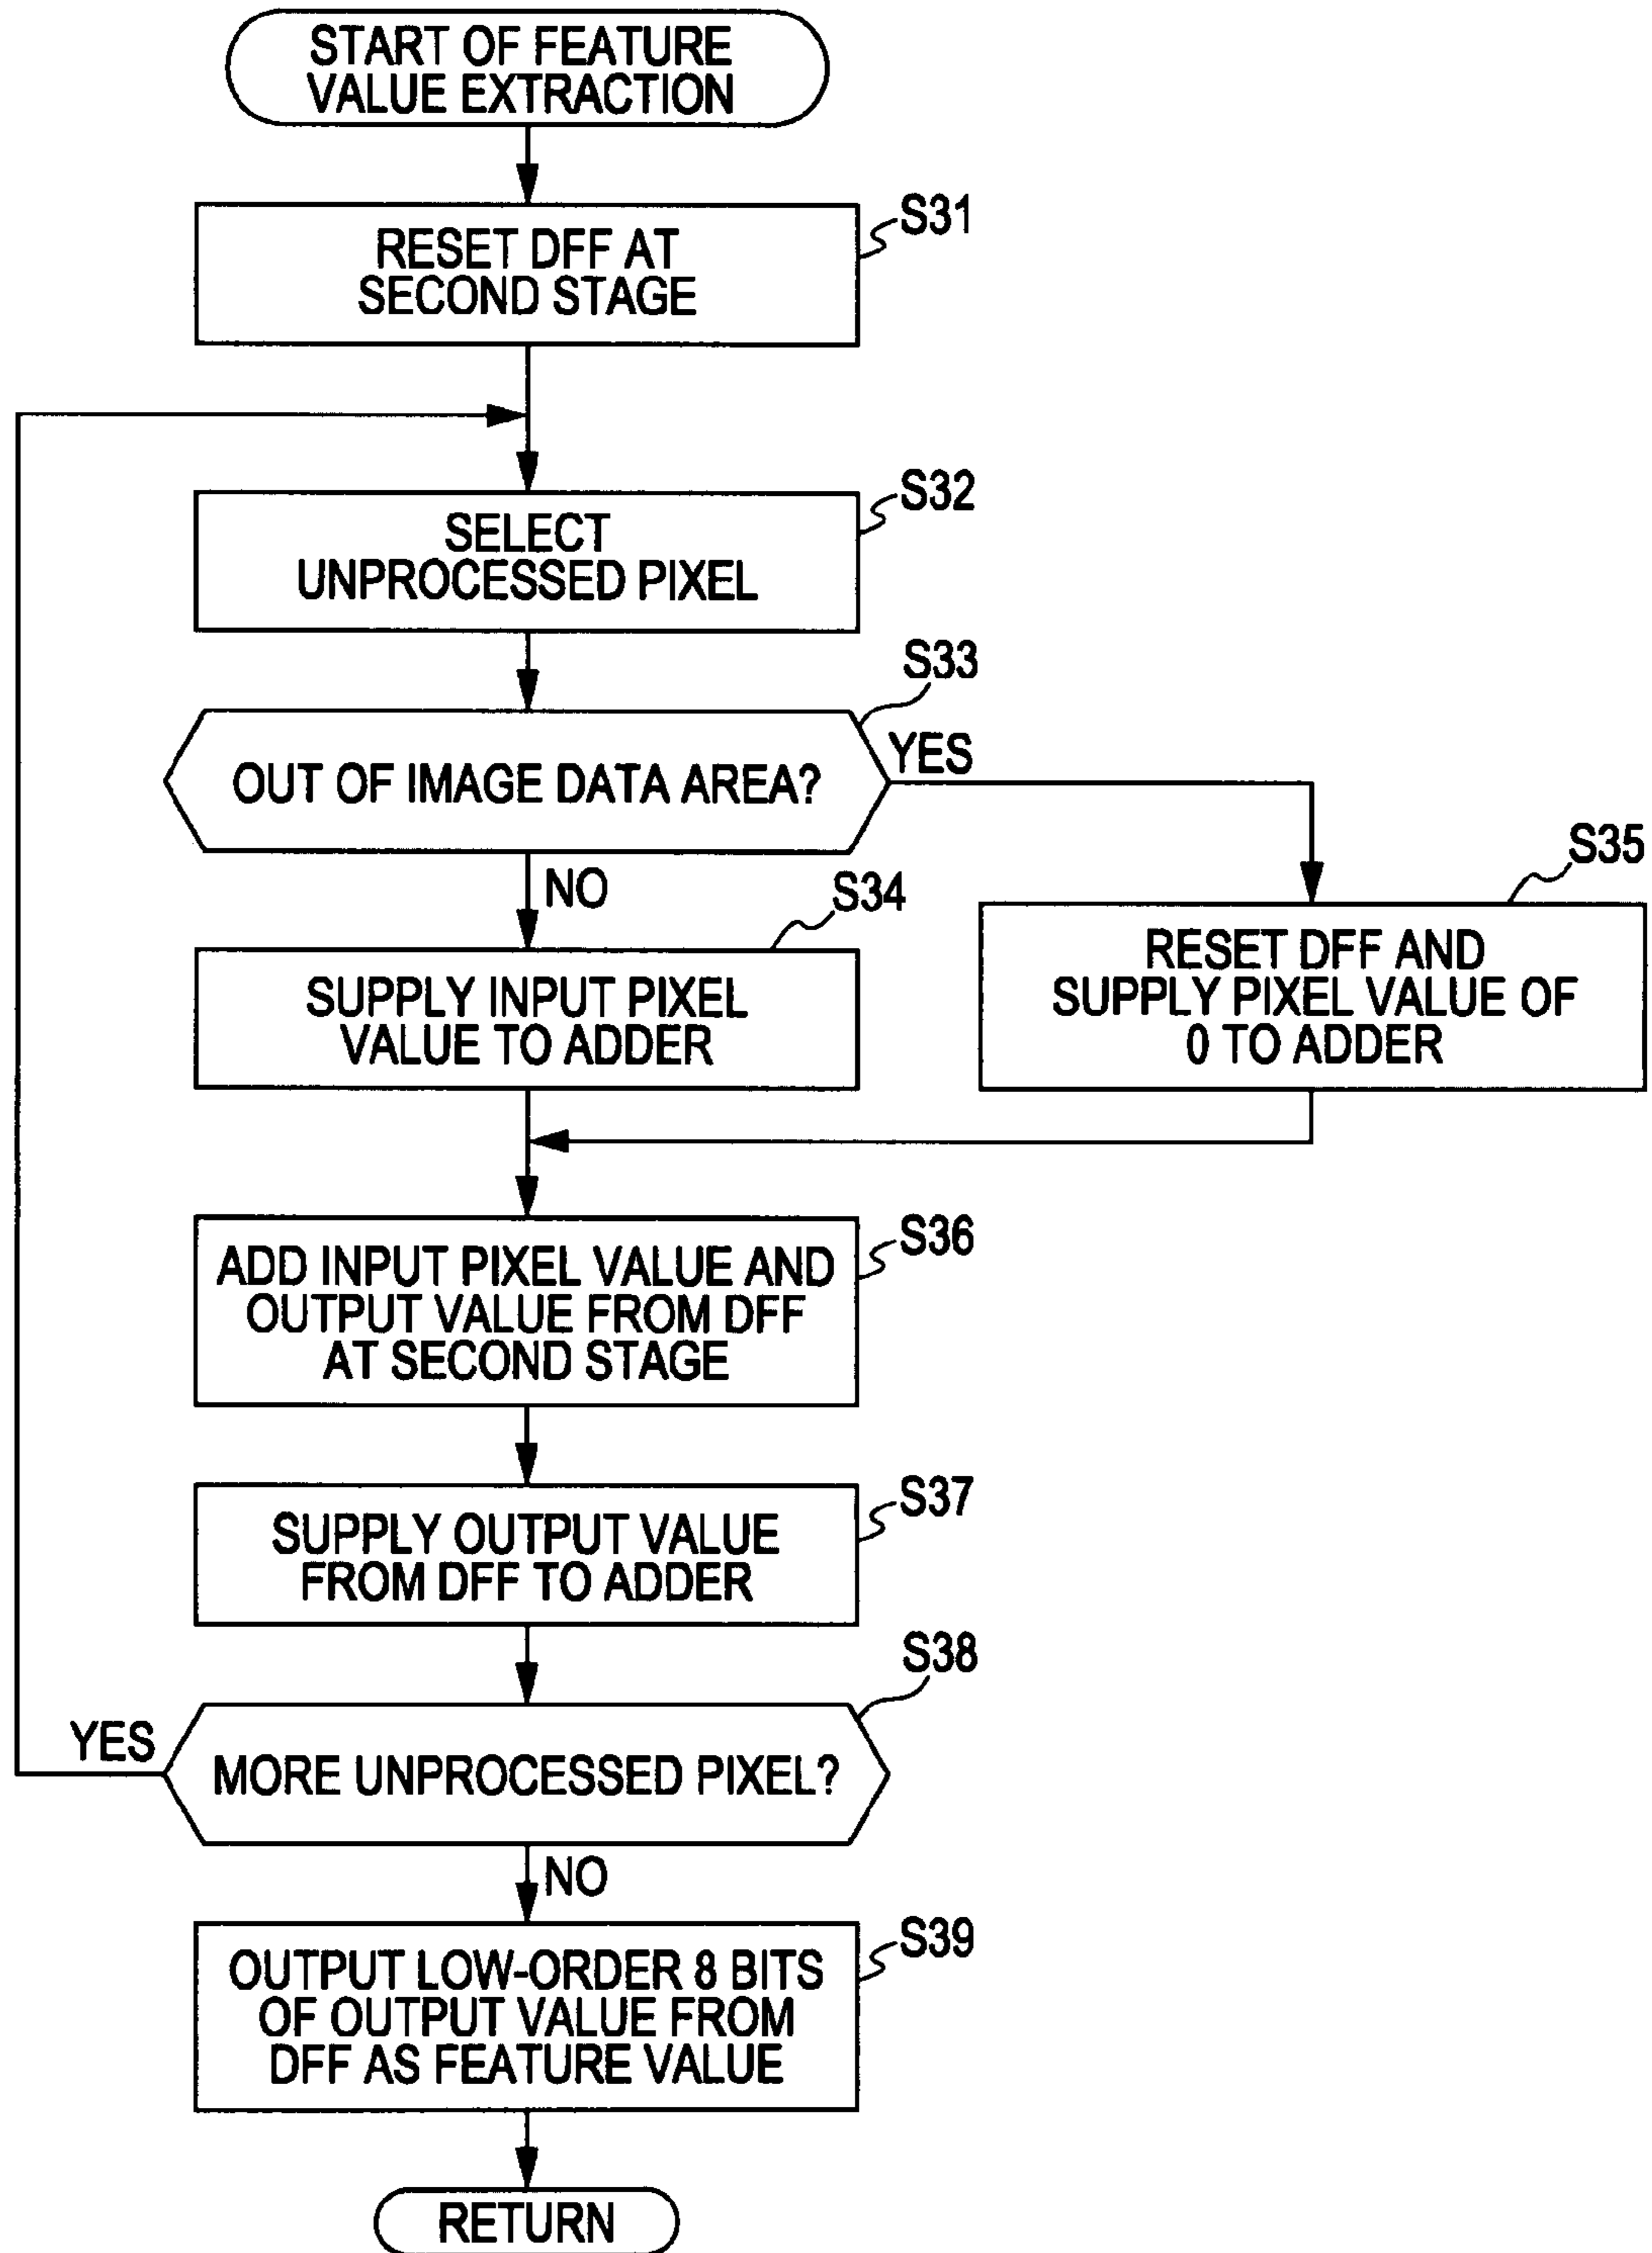 START OF FEATURE
VALUE EXTRACTION
S31
RESET DFF AT
SECOND STAGE
S32
SELECT
UNPROCESSED PIXEL
S33
OUT OF IMAGE DATA AREA?
YES
NO
S34
SUPPLY INPUT PIXEL
VALUE TO ADDER
S35
RESET DFF AND
SUPPLY PIXEL VALUE OF
0 TO ADDER
S36
ADD INPUT PIXEL VALUE AND
OUTPUT VALUE FROM DFF
AT SECOND STAGE
S37
SUPPLY OUTPUT VALUE
FROM DFF TO ADDER
S38
YES
MORE UNPROCESSED PIXEL?
NO
S39
OUTPUT LOW-ORDER 8 BITS
OF OUTPUT VALUE FROM
DFF AS FEATURE VALUE
RETURN